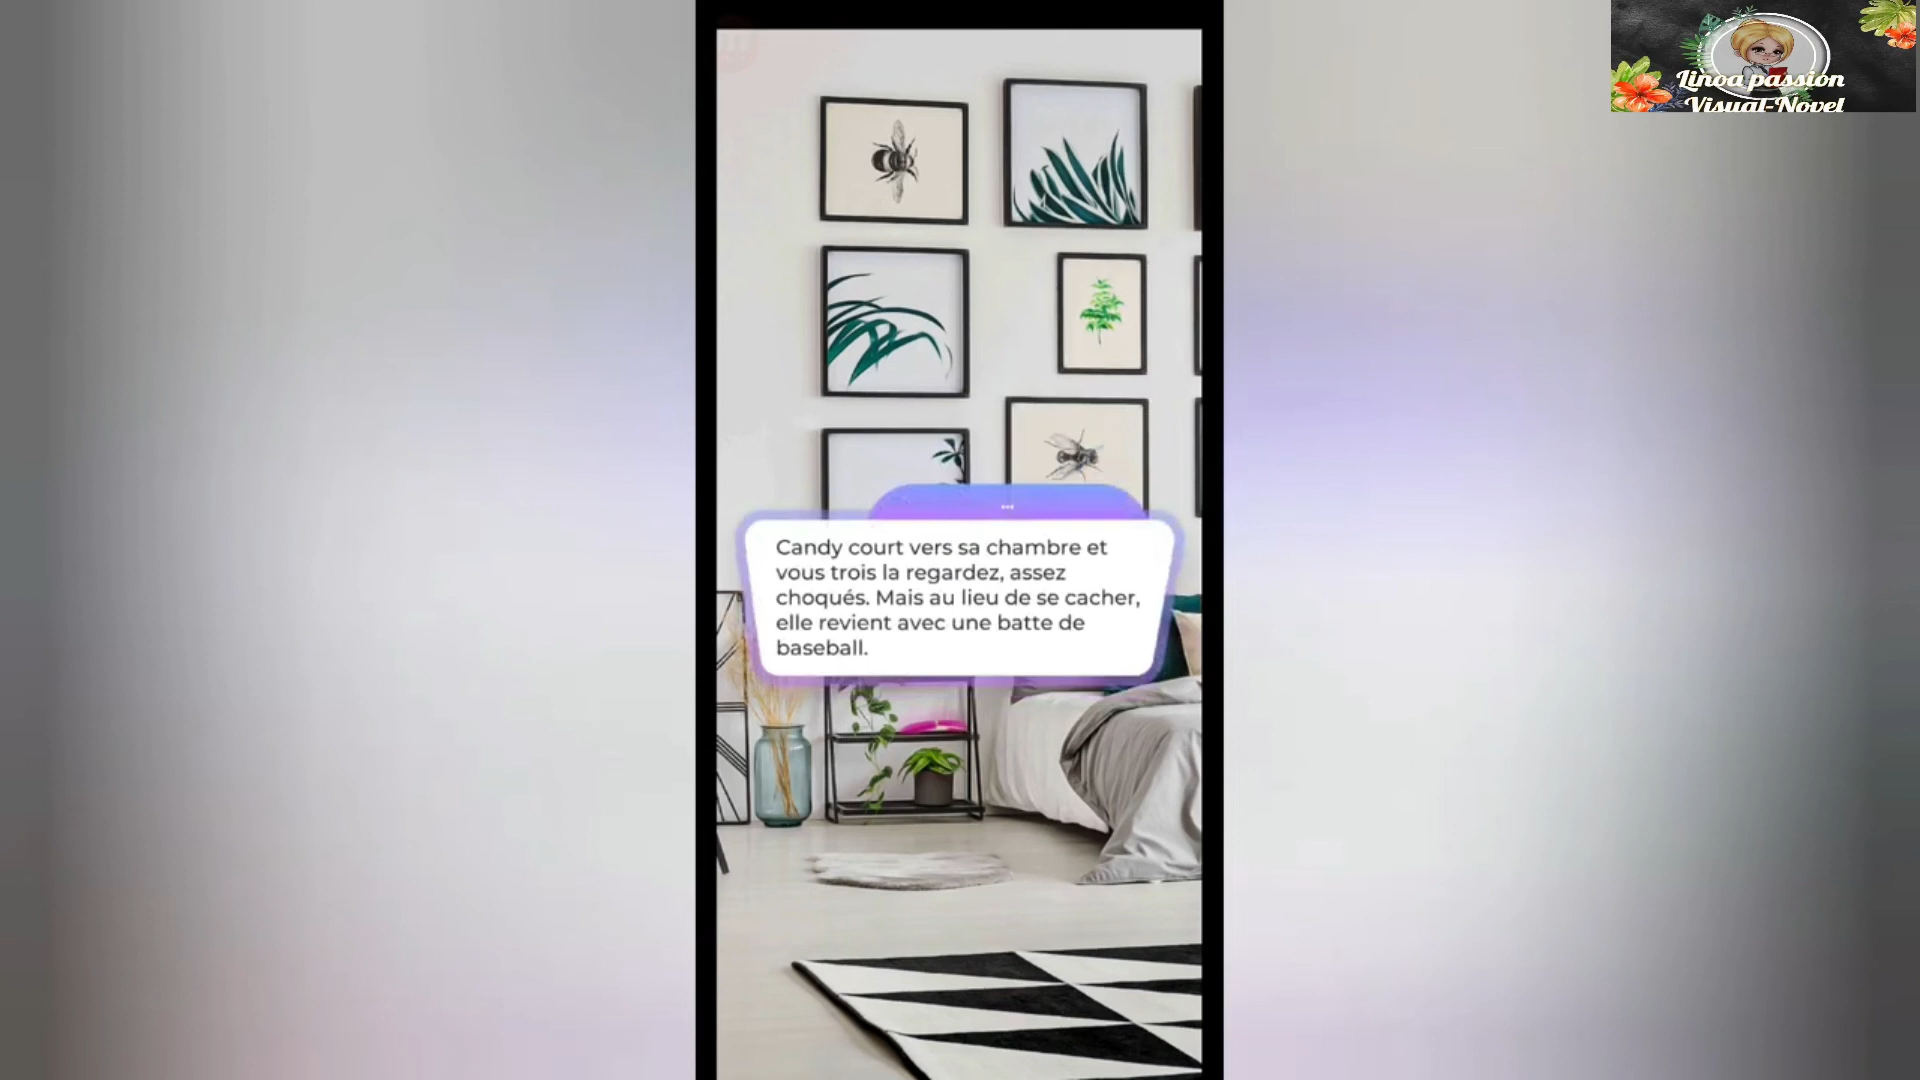 Linoa passion
Visual-Novel
...
Candy court vers sa chambre et
vous trois la regardez, assez
choqués. Mais au lieu de se cacher,
elle revient avec une batte de
baseball.